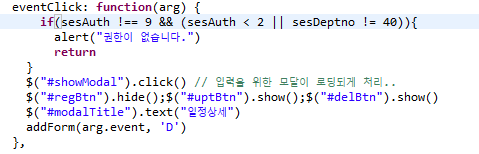 eventClick: function(arg) {
    if(sesAuth !== 9 && (sesAuth < 2 || sesDeptno != 40)){
        alert("권한이 없습니다.")
        return
    }
  $("#showModal").click() // 입력을 위한 모달이 로딩되게 처리..
  $("#regBtn").hide();$("#uptBtn").show();$("#delBtn").show()
  $("#modalTitle").text("일정상세")
  addForm(arg.event, 'D')
},